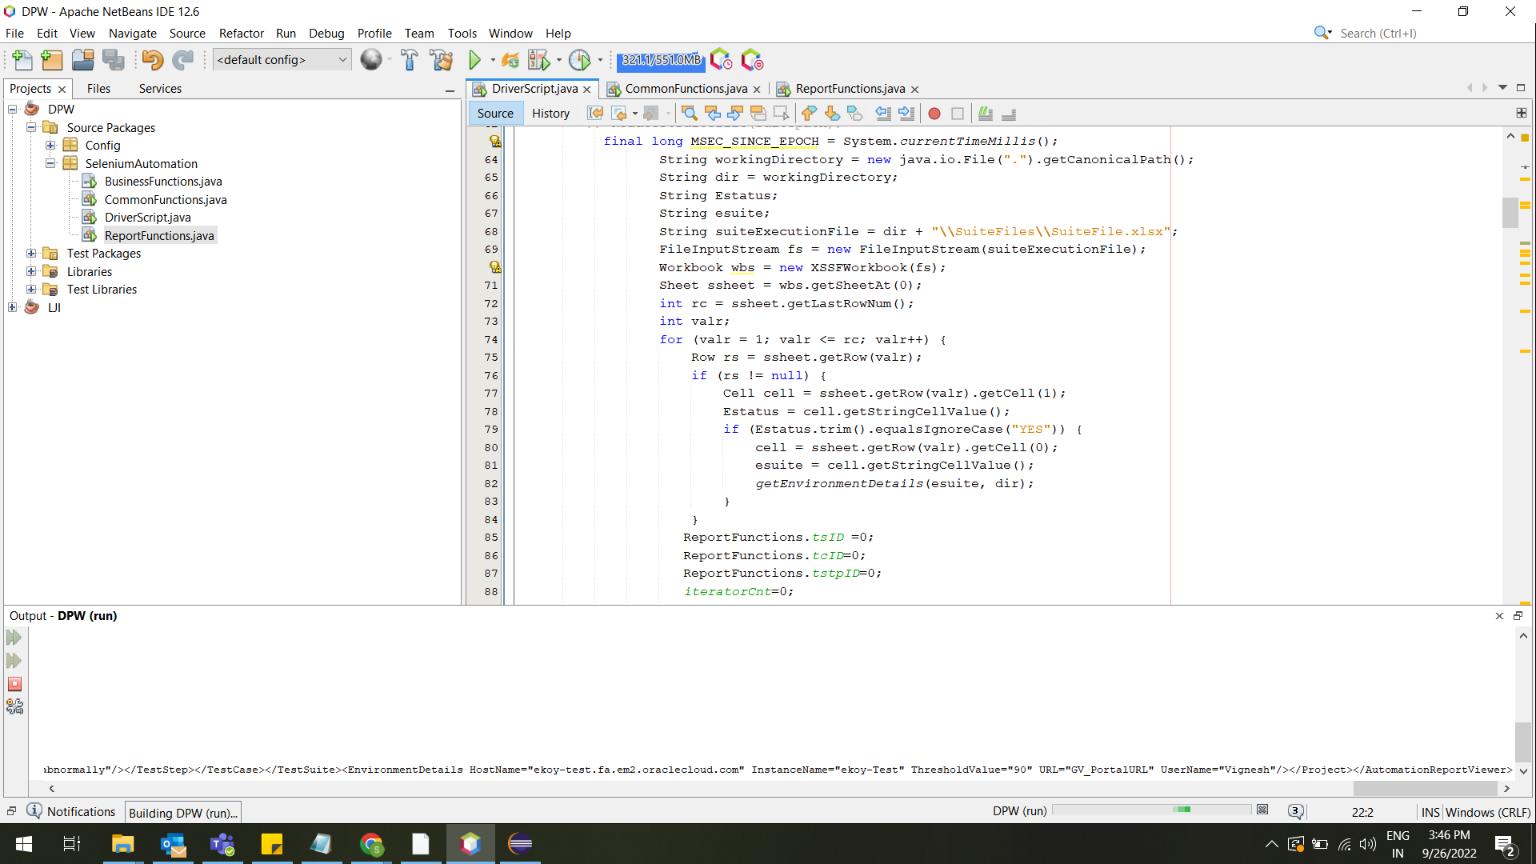 DPW - Apache NetBeans IDE 12.6
File Edit View Navigate Source Refactor Run Debug Profile Team Tools Window Help
Search (Ctrl+I)
<default config>
321.1/551.0MB
Projects Files Services
DriverScript.java CommonFunctions.java ReportFunctions.java
Source History
DPW
Source Packages
Config
SeleniumAutomation
BusinessFunctions.java
CommonFunctions.java
DriverScript.java
ReportFunctions.java
Test Packages
Libraries
Test Libraries
final long MSEC_SINCE_EPOCH = System.currentTimeMillis();
64 String workingDirectory = new java.io.File(".").getCanonicalPath();
65 String dir = workingDirectory;
66 String Estatus;
67 String esuite;
68 String suiteExecutionFile = dir + "\\SuiteFiles\\SuiteFile.xlsx";
69 FileInputStream fs = new FileInputStream(suiteExecutionFile);
Workbook wbs = new XSSFWorkbook(fs);
71 Sheet ssheet = wbs.getSheetAt(0);
72 int rc = ssheet.getLastRowNum();
73 int valr;
74 for (valr = 1; valr <= rc; valr++) {
75 Row rs = ssheet.getRow(valr);
76 if (rs != null) {
77 Cell cell = ssheet.getRow(valr).getCell(1);
78 Estatus = cell.getStringCellValue();
79 if (Estatus.trim().equalsIgnoreCase("YES")) {
80 cell = ssheet.getRow(valr).getCell(0);
81 esuite = cell.getStringCellValue();
82 getEnvironmentDetails(esuite, dir);
83 }
84 }
85 ReportFunctions.tsID =0;
86 ReportFunctions.tcID=0;
87 ReportFunctions.tstpID=0;
88 iteratorCnt=0;
Output - DPW (run)
abnormally"/></TestStep></TestCase></TestSuite><EnvironmentDetails HostName="ekoy-test.fa.em2.oraclecloud.com" InstanceName="ekoy-Test" ThresholdValue="90" URL="GV_PortalURL" UserName="Vignesh"/></Project></AutomationReportViewer>
Notifications Building DPW (run)... DPW (run) 3 22:2 INS Windows (CRLF)
ENG 3:46 PM
IN 9/26/2022 2